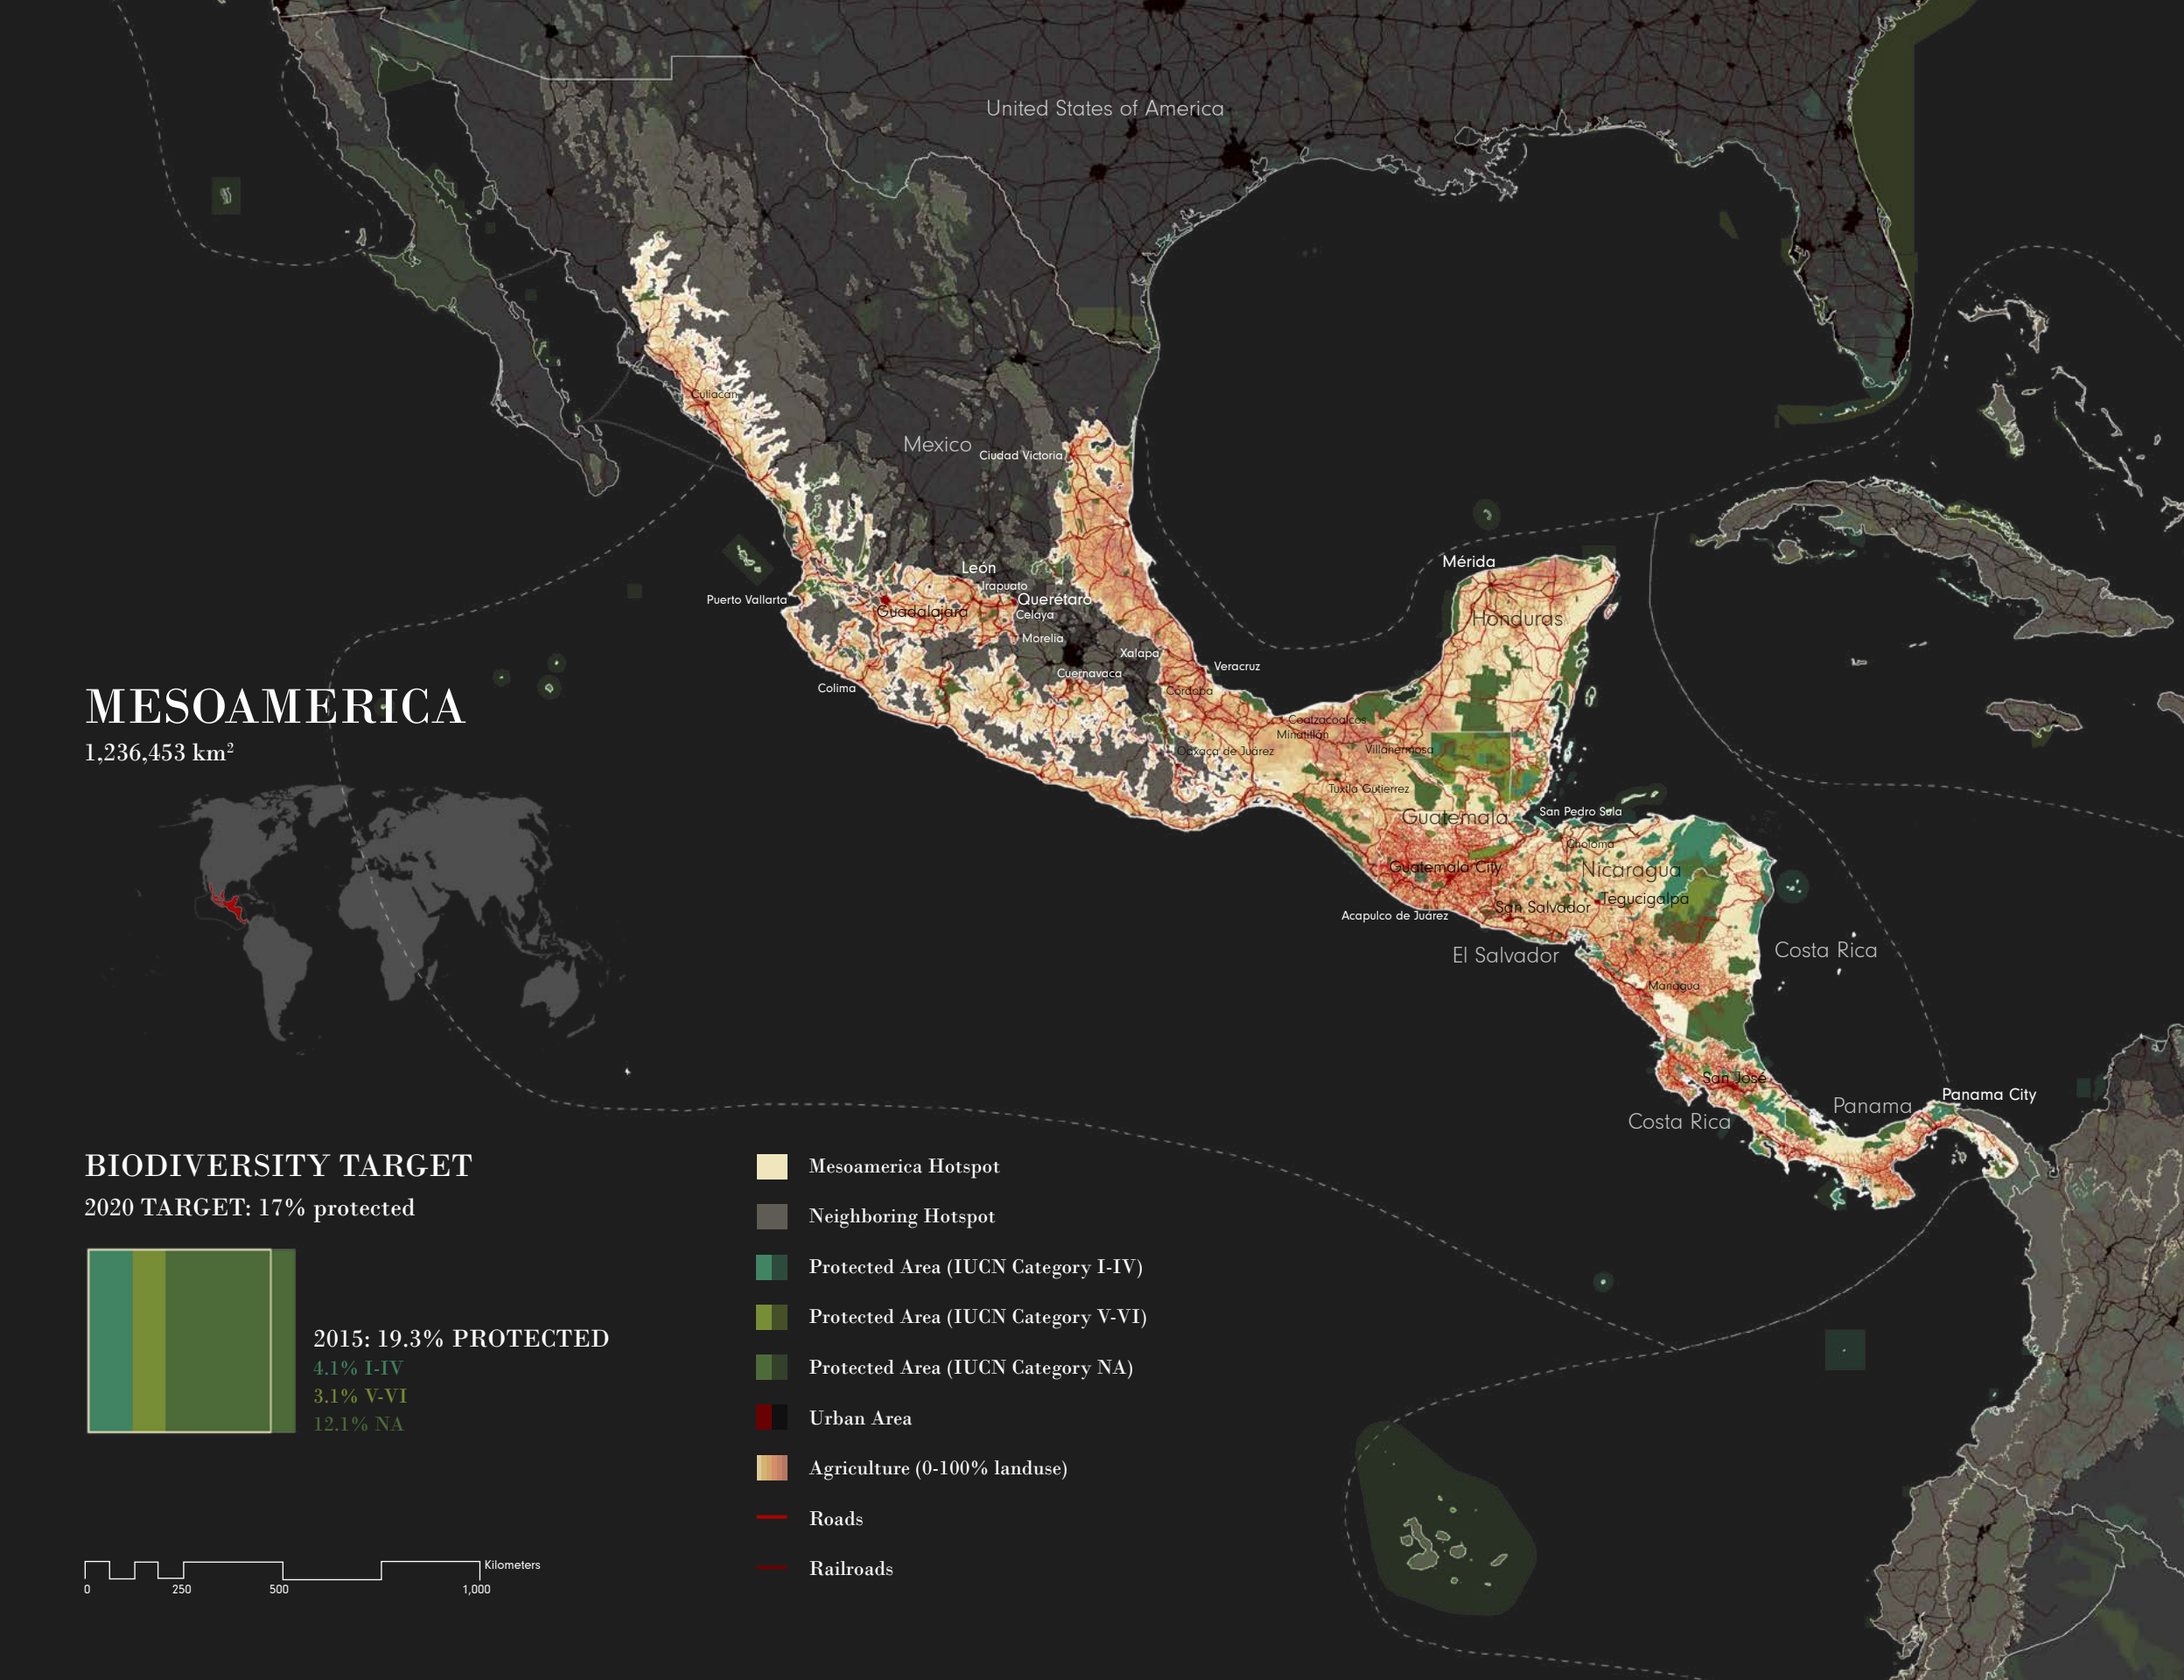 United States of America
Culiacan
Mexico
Ciudad Victoria
León
Irapuato
Mérida
Puerto Vallarta
Guadalajara
Querétaro
Celaya
Honduras
Morelia
Xalapa
Veracruz
Cuernavaca
Colima
Córdoba
MESOAMERICA
1,236,453 km²
Coatzacoalcos
Minatitlán
Oaxaca de Juárez
Villahermosa
Tuxtla Gutierrez
Guatemala
San Pedro Sula
Choloma
Guatemala City
Nicaragua
Tegucigalpa
San Salvador
Acapulco de Juárez
El Salvador
Costa Rica
Managua
San José
Panama City
Panama
Costa Rica
BIODIVERSITY TARGET
2020 TARGET: 17% protected
2015: 19.3% PROTECTED
4.1% I-IV
3.1% V-VI
12.1% NA
Mesoamerica Hotspot
Neighboring Hotspot
Protected Area (IUCN Category I-IV)
Protected Area (IUCN Category V-VI)
Protected Area (IUCN Category NA)
Urban Area
Agriculture (0-100% landuse)
Roads
Railroads
Kilometers
0 250 500 1,000